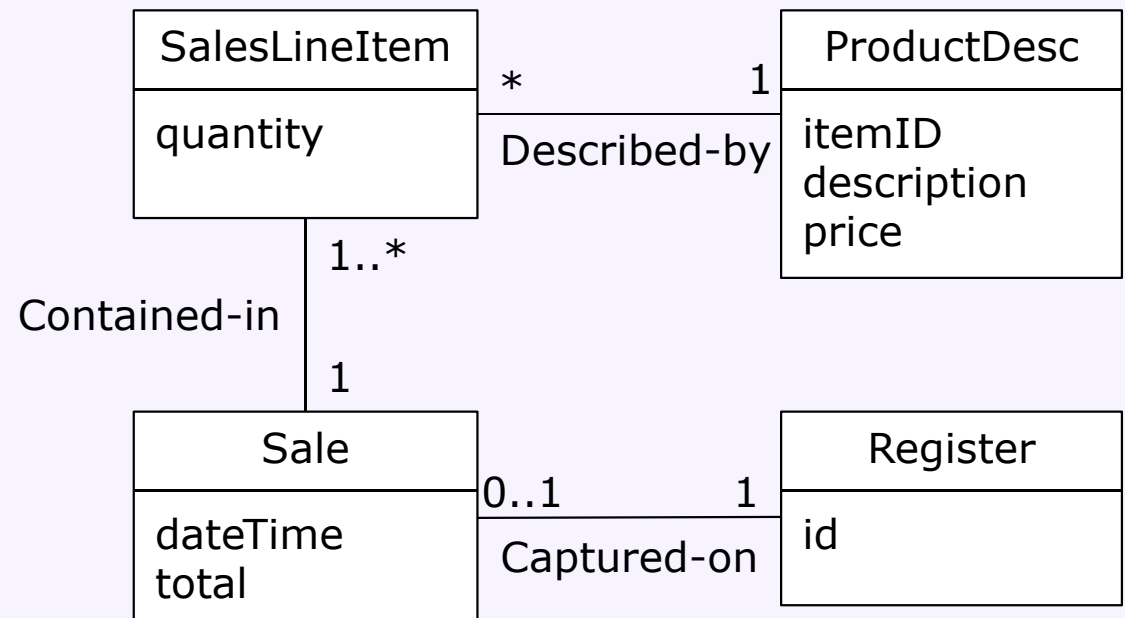 SalesLineItem
quantity
* 1
Described-by
ProductDesc
itemID
description
price
1..*
Contained-in
1
Sale
dateTime
total
0..1 1
Captured-on
Register
id